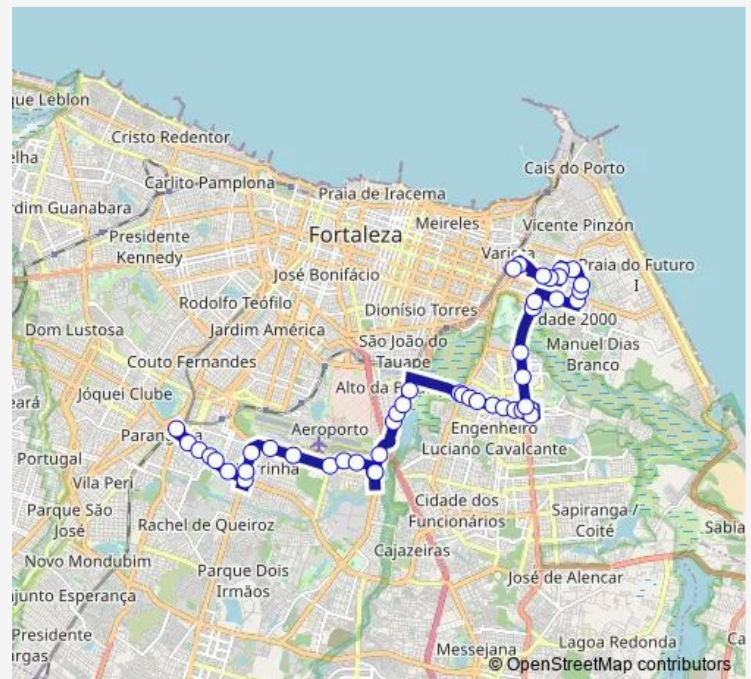 ue Leblon
Cristo Redentor
Cais do Porto
elha
Carlito Pamplona
Praia de Iracema
rdim Guanabara
Meireles
Vicente Pinzón
Presidente
Kennedy
Fortaleza
Varjota
José Bonifácio
Praia do Futuro
I
Rodolfo Teófilo
Dionísio Torres
dade 2000
Dom Lustosa
Jardim América
São João do
Tauape
Manuel Dias
Branco
Couto Fernandes
Jóquei Clube
Alto da
eará
Aeroporto
Engenheiro
Luciano Cavalcante
Portugal
rrinha
Vila Peri
Cidade dos
Funcionários
Sapiranga /
Coité
Parque São
José
Rachel de Queiroz
Sabia
Cajazeiras
Novo Mondubim
Parque Dois
Irmãos
José de Alencar
njunto Esperança
Presidente
argas
Lagoa Redonda
Ca
Messejana
© OpenStreetMap contributors